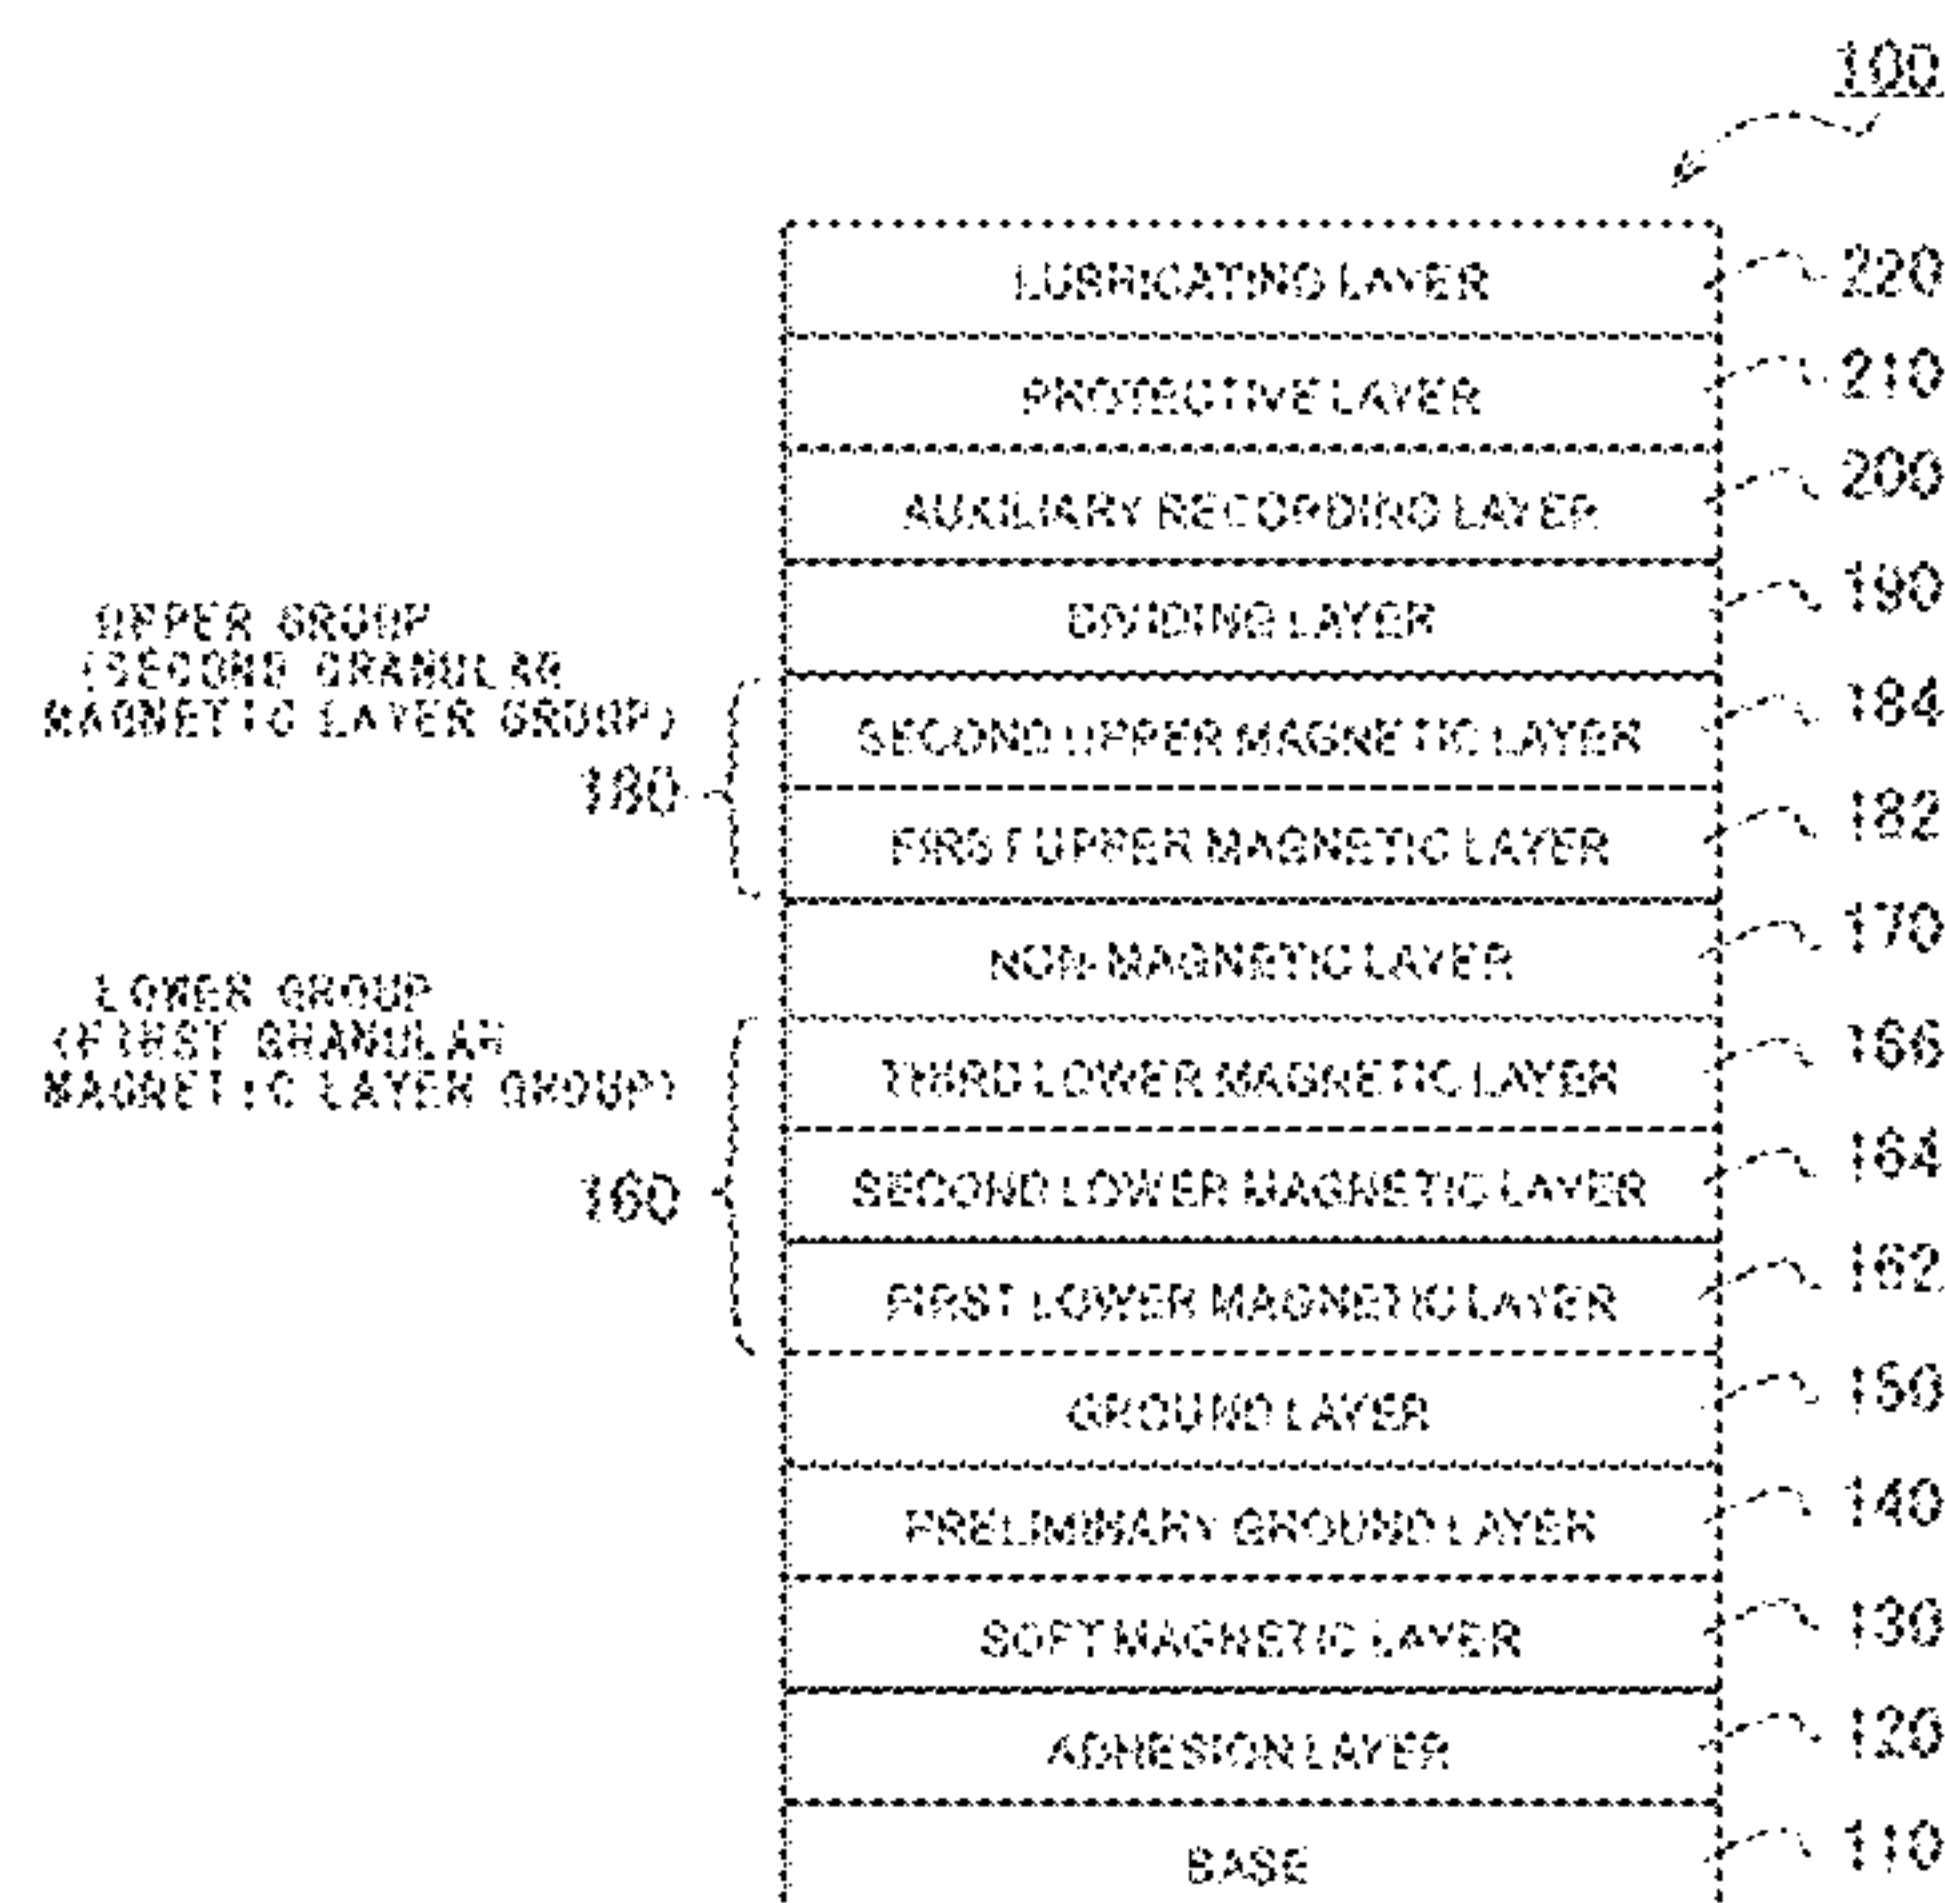 100
LUBRICATING LAYER 220
PROTECTIVE LAYER 210
AUXILIARY RECORDING LAYER 200
DIVIDING LAYER 190
UPPER GROUP
(SECOND GRANULAR
MAGNETIC LAYER GROUP)
180
SECOND UPPER MAGNETIC LAYER 184
FIRST UPPER MAGNETIC LAYER 182
NON-MAGNETIC LAYER 170
LOWER GROUP
(FIRST GRANULAR
MAGNETIC LAYER GROUP)
160
THIRD LOWER MAGNETIC LAYER 166
SECOND LOWER MAGNETIC LAYER 164
FIRST LOWER MAGNETIC LAYER 162
GROUND LAYER 150
PRELIMINARY GROUND LAYER 140
SOFT MAGNETIC LAYER 130
ADHESION LAYER 120
BASE 110